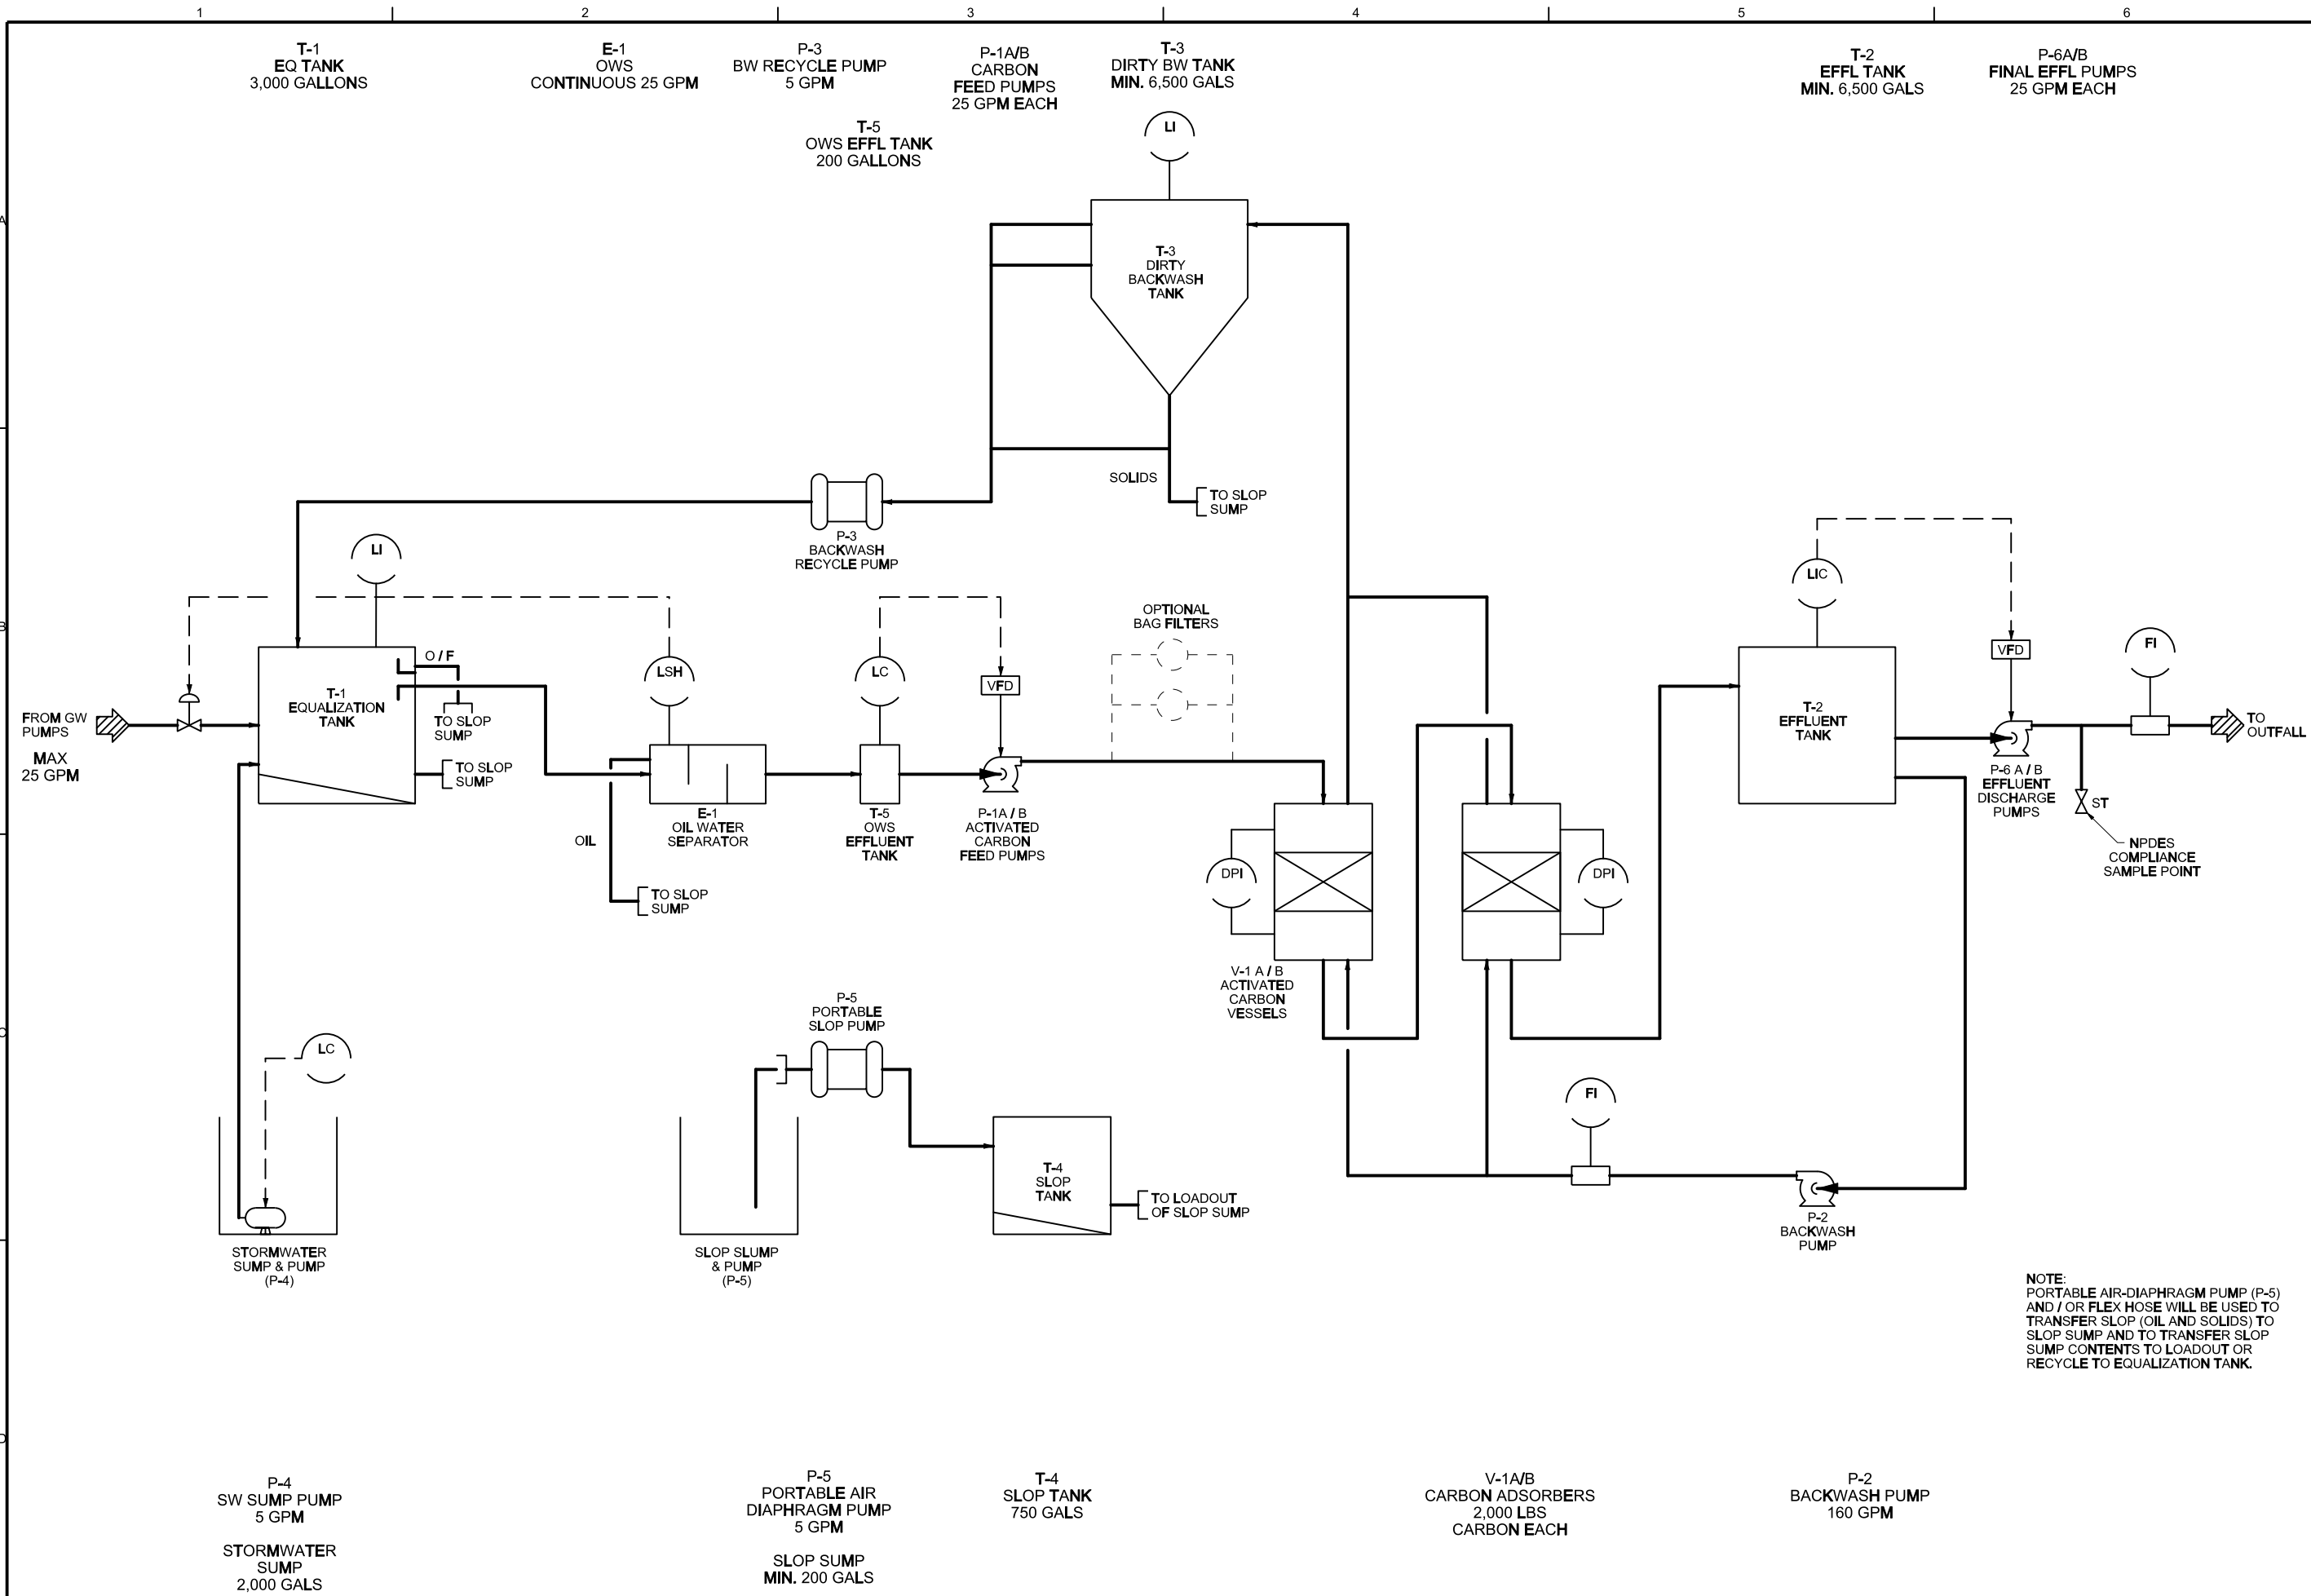 1
2
3
4
5
6
T-1
EQ TANK
3,000 GALLONS
E-1
OWS
CONTINUOUS 25 GPM
P-3
BW RECYCLE PUMP
5 GPM
P-1A/B
CARBON
FEED PUMPS
25 GPM EACH
T-3
DIRTY BW TANK
MIN. 6,500 GALS
T-2
EFFL TANK
MIN. 6,500 GALS
P-6A/B
FINAL EFFL PUMPS
25 GPM EACH
T-5
OWS EFFL TANK
200 GALLONS
LI
A
T-3
DIRTY
BACKWASH
TANK
SOLIDS
TO SLOP
SUMP
P-3
BACKWASH
RECYCLE PUMP
LI
LIC
B
OPTIONAL
BAG FILTERS
O / F
LSH
LC
VFD
VFD
FI
T-1
EQUALIZATION
TANK
TO SLOP
SUMP
TO SLOP
SUMP
FROM GW
PUMPS
MAX
25 GPM
T-2
EFFLUENT
TANK
TO
OUTFALL
P-6 A / B
EFFLUENT
DISCHARGE
PUMPS
ST
NPDES
COMPLIANCE
SAMPLE POINT
E-1
OIL WATER
SEPARATOR
T-5
OWS
EFFLUENT
TANK
P-1A / B
ACTIVATED
CARBON
FEED PUMPS
OIL
TO SLOP
SUMP
DPI
DPI
V-1 A / B
ACTIVATED
CARBON
VESSELS
C
P-5
PORTABLE
SLOP PUMP
LC
FI
T-4
SLOP
TANK
TO LOADOUT
OF SLOP SUMP
P-2
BACKWASH
PUMP
STORMWATER
SUMP & PUMP
(P-4)
SLOP SLUMP
& PUMP
(P-5)
NOTE:
PORTABLE AIR-DIAPHRAGM PUMP (P-5)
AND / OR FLEX HOSE WILL BE USED TO
TRANSFER SLOP (OIL AND SOLIDS) TO
SLOP SUMP AND TO TRANSFER SLOP
SUMP CONTENTS TO LOADOUT OR
RECYCLE TO EQUALIZATION TANK.
D
P-4
SW SUMP PUMP
5 GPM
STORMWATER
SUMP
2,000 GALS
P-5
PORTABLE AIR
DIAPHRAGM PUMP
5 GPM
SLOP SUMP
MIN. 200 GALS
T-4
SLOP TANK
750 GALS
V-1A/B
CARBON ADSORBERS
2,000 LBS
CARBON EACH
P-2
BACKWASH PUMP
160 GPM